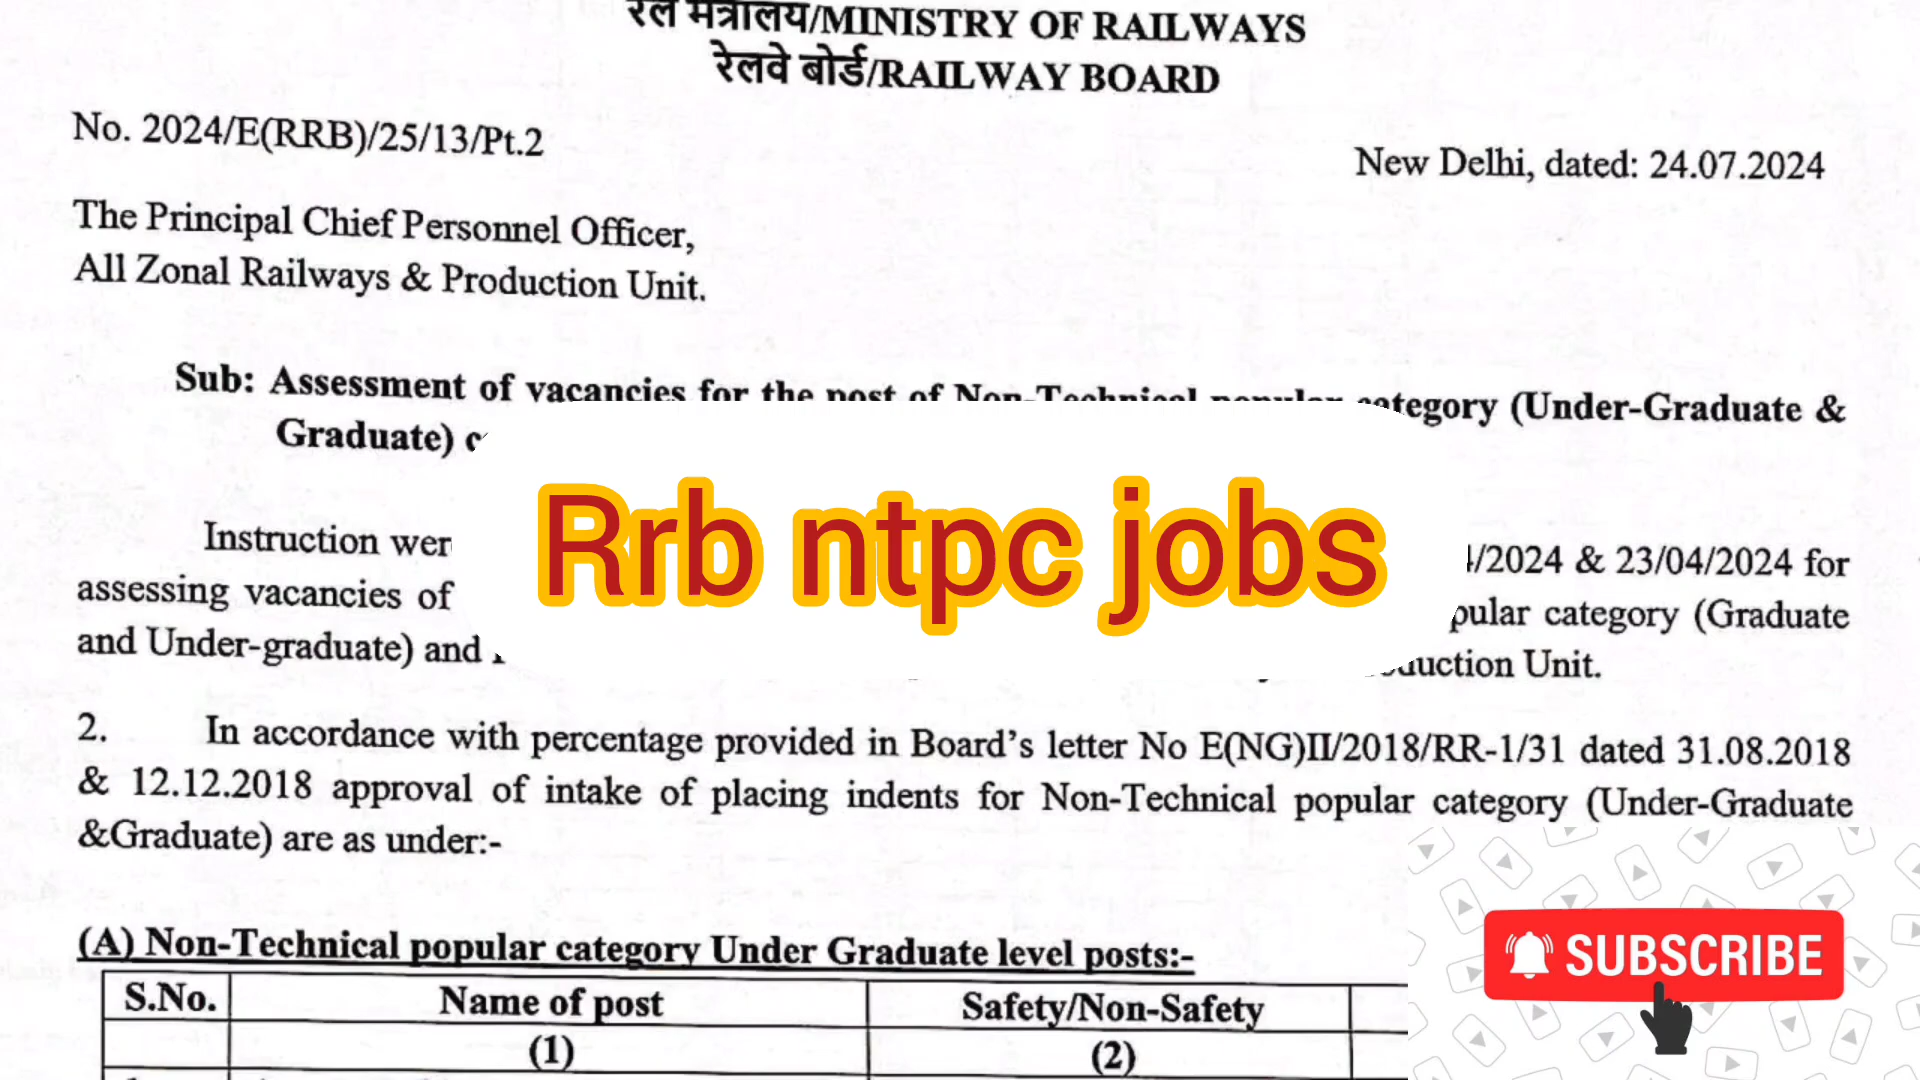 रेल मंत्रालय/MINISTRY OF RAILWAYS
रेलवे बोर्ड/RAILWAY BOARD
No. 2024/E(RRB)/25/13/Pt.2
New Delhi, dated: 24.07.2024
The Principal Chief Personnel Officer,
All Zonal Railways & Production Unit.
Sub: Assessment of vacancies for the post of Non-Technical popular category (Under-Graduate &
Graduate)
Rrb ntpc jobs
Instruction /2024 & 23/04/2024 for
assessing vacancies of category (Graduate
and Under-graduate) and Unit.
2. In accordance with percentage provided in Board's letter No E(NG)II/2018/RR-1/31 dated 31.08.2018
& 12.12.2018 approval of intake of placing indents for Non-Technical popular category (Under-Graduate
&Graduate) are as under:-
(A) Non-Technical popular category Under Graduate level posts:-
S.No. Name of post Safety/Non-Safety
(1) (2)
SUBSCRIBE